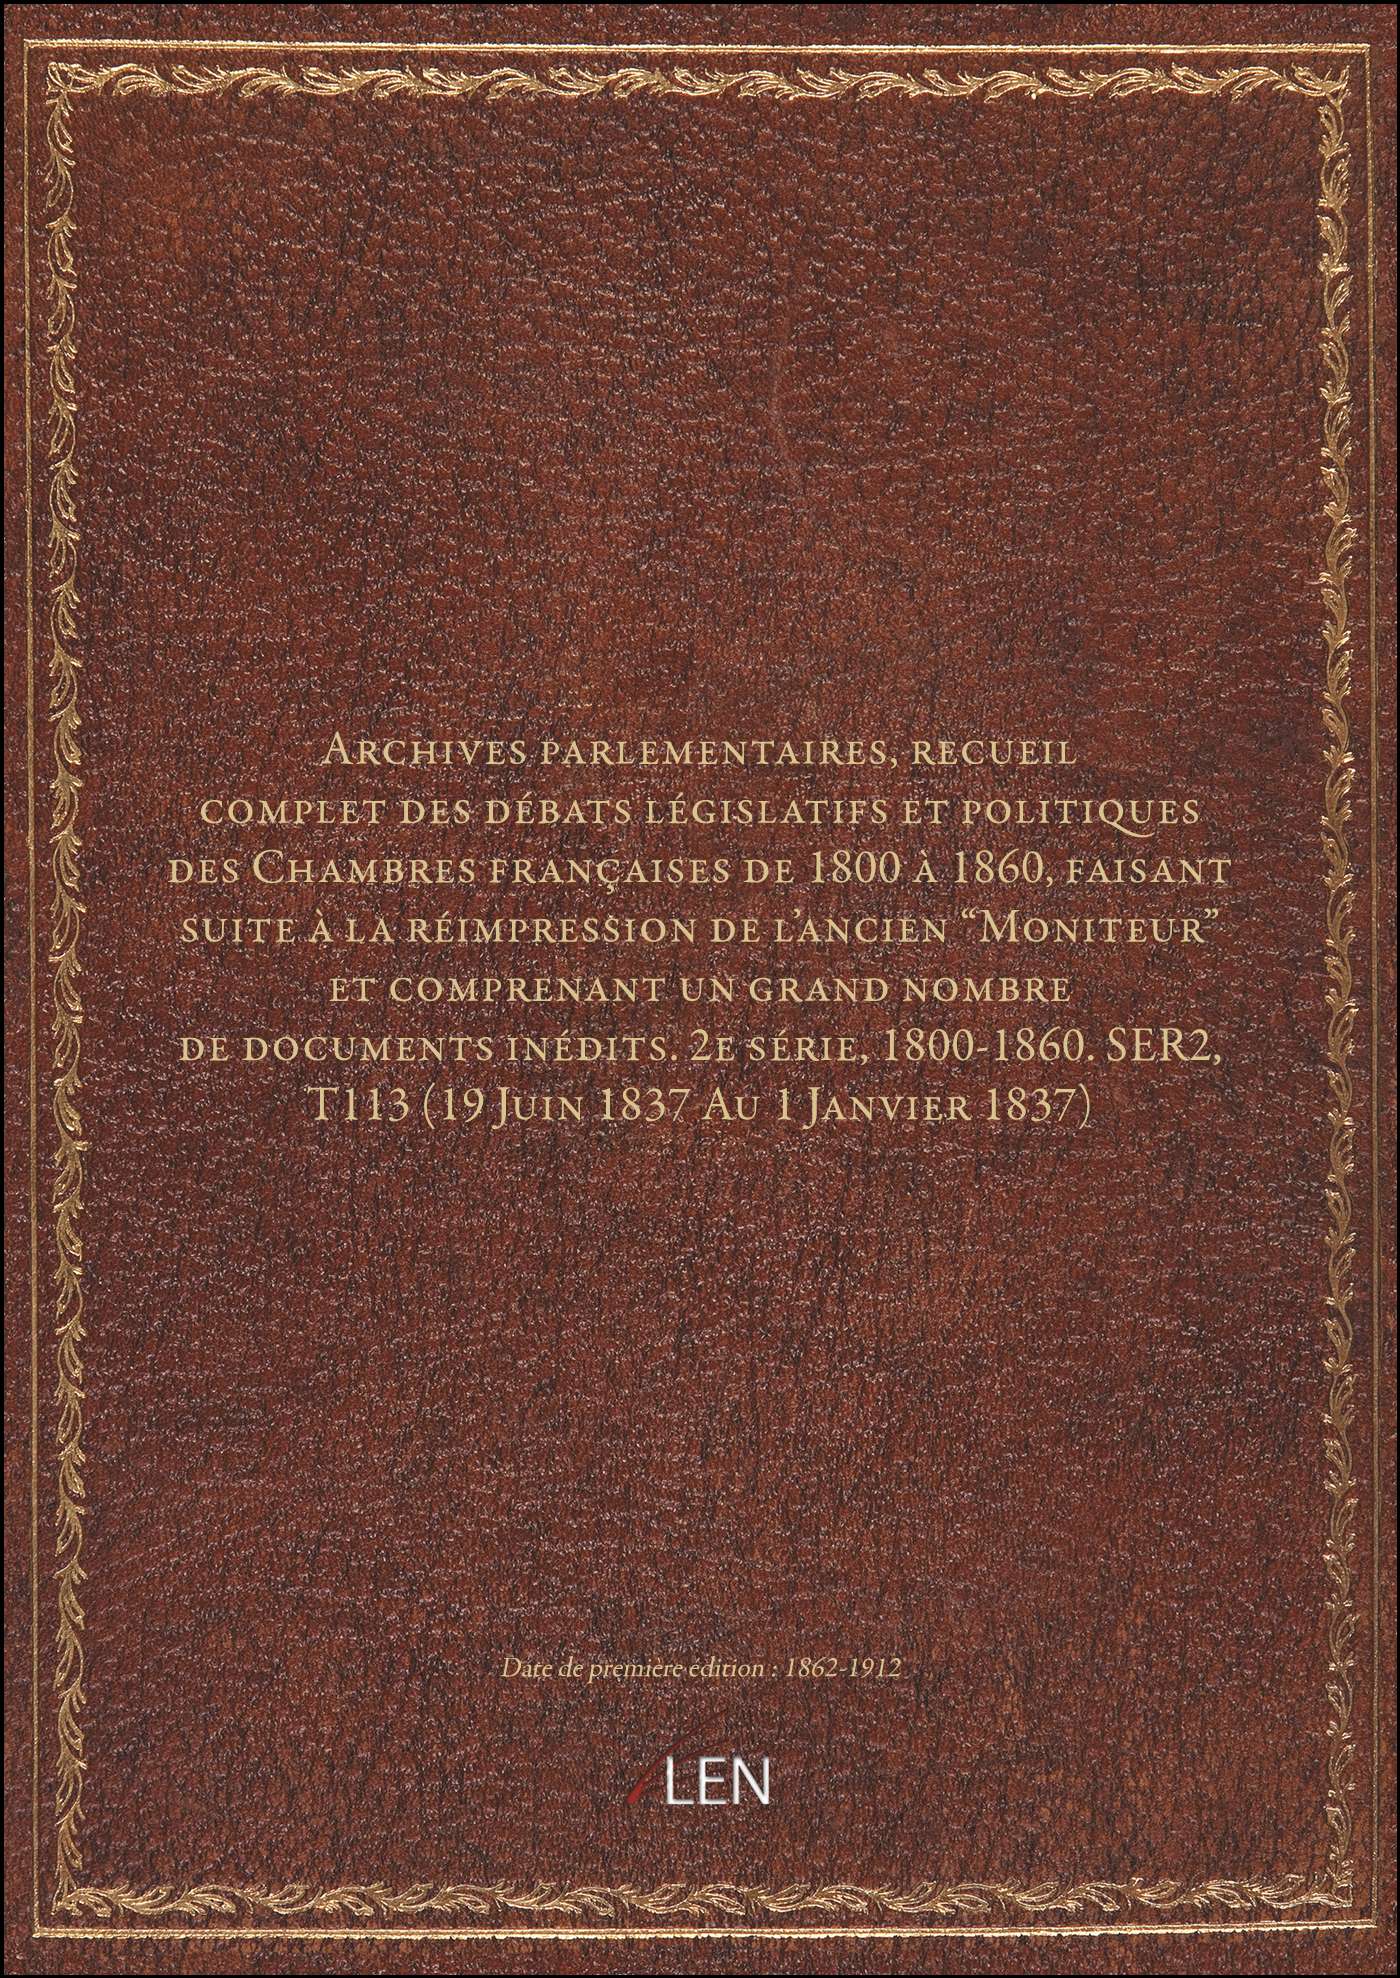 Archives parlementaires, recueil
complet des débats législatifs et politiques
des Chambres françaises de 1800 à 1860, faisant
suite à la réimpression de l’ancien “Moniteur”
et comprenant un grand nombre
de documents inédits. 2e série, 1800-1860. SER2,
T113 (19 Juin 1837 Au 1 Janvier 1837)
Date de première édition : 1862-1912
LEN